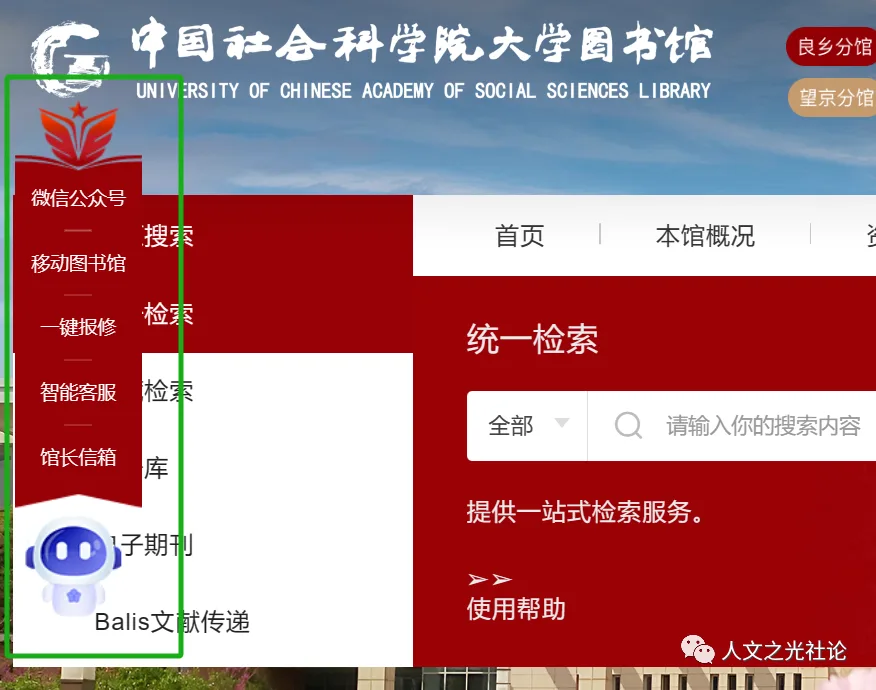 中国社会科学院大学图书馆
UNIVERSITY OF CHINESE ACADEMY OF SOCIAL SCIENCES LIBRARY
良乡分馆
望京分馆
微信公众号
移动图书馆
一键报修
智能客服
馆长信箱
搜索
检索
检索
库
子期刊
Balis文献传递
首页
本馆概况
统一检索
全部
请输入你的搜索内容
提供一站式检索服务。
➢➢
使用帮助
人文之光社论